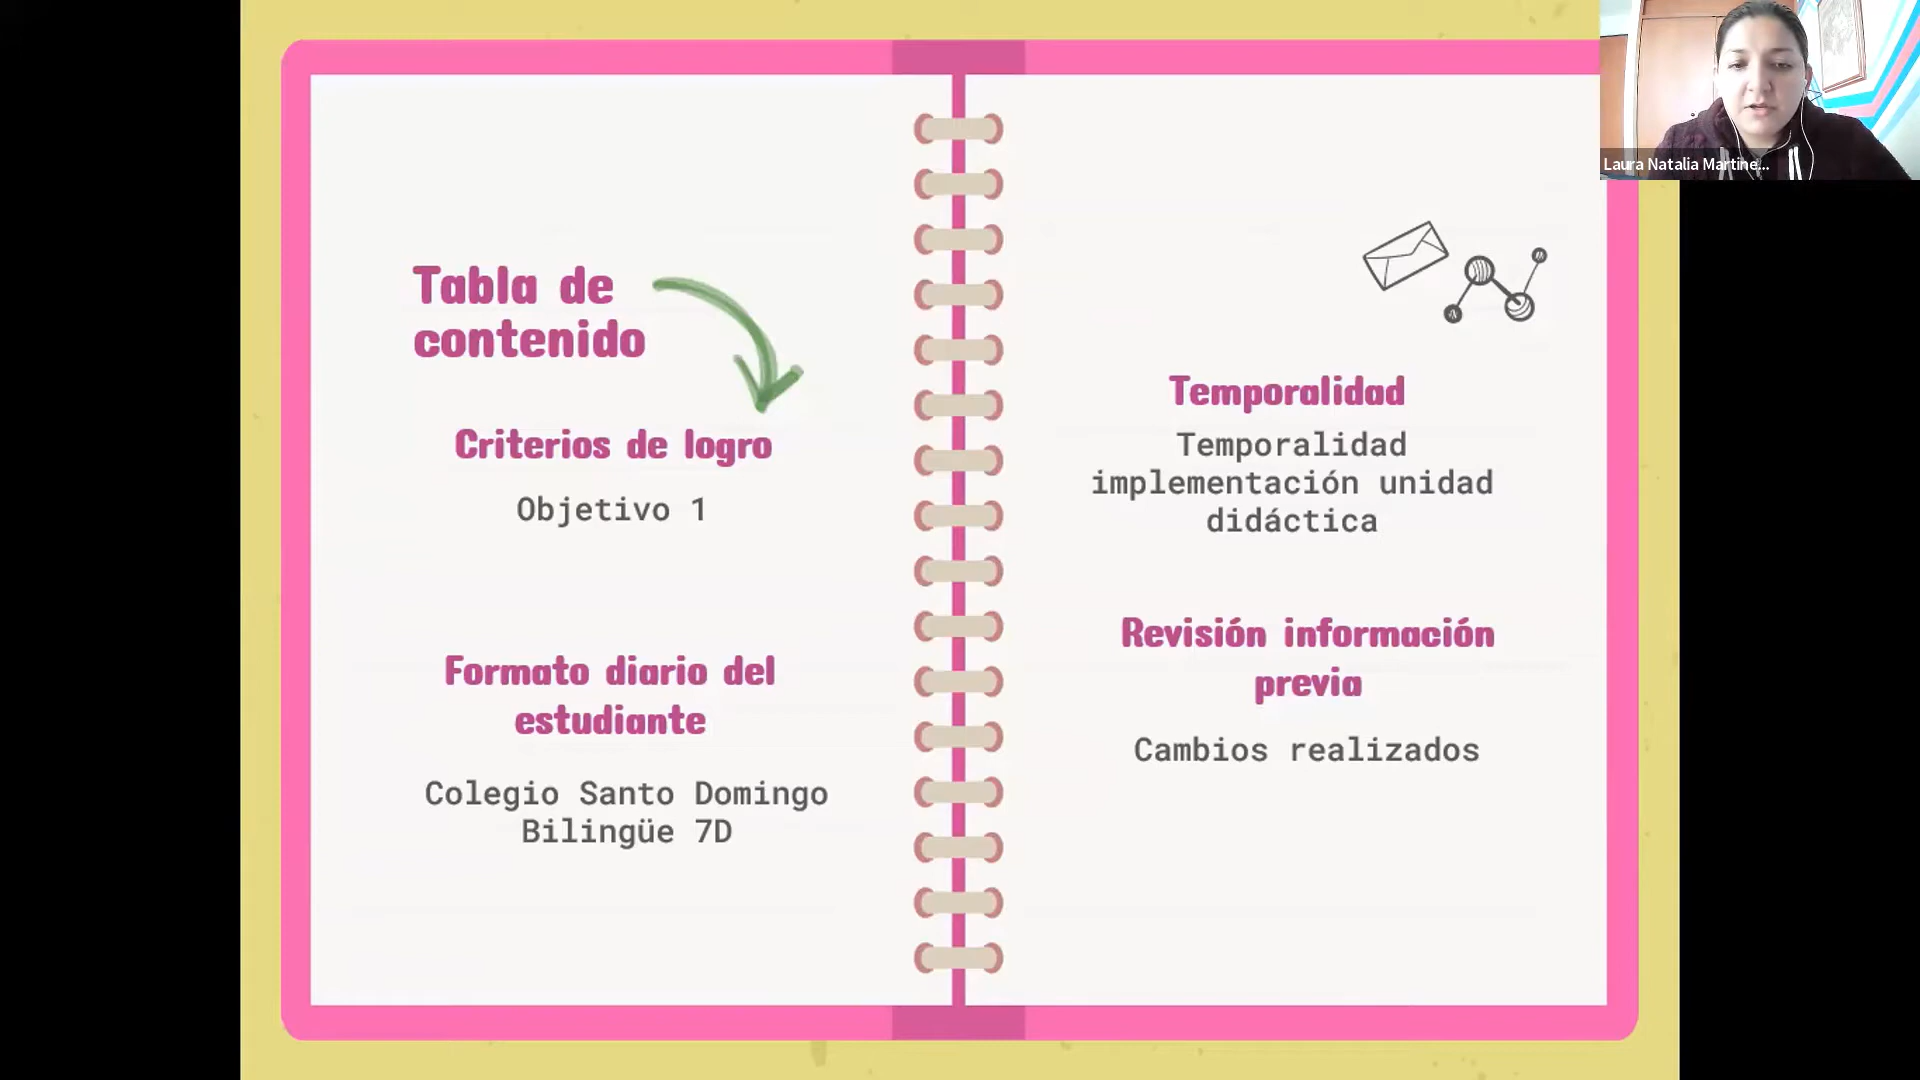 Tabla de
contenido
Criterios de logro
Objetivo 1
Formato diario del
estudiante
Colegio Santo Domingo
Bilingüe 7D
Temporalidad
Temporalidad
implementación unidad
didáctica
Revisión información
previa
Cambios realizados
Laura Natalia Martine...